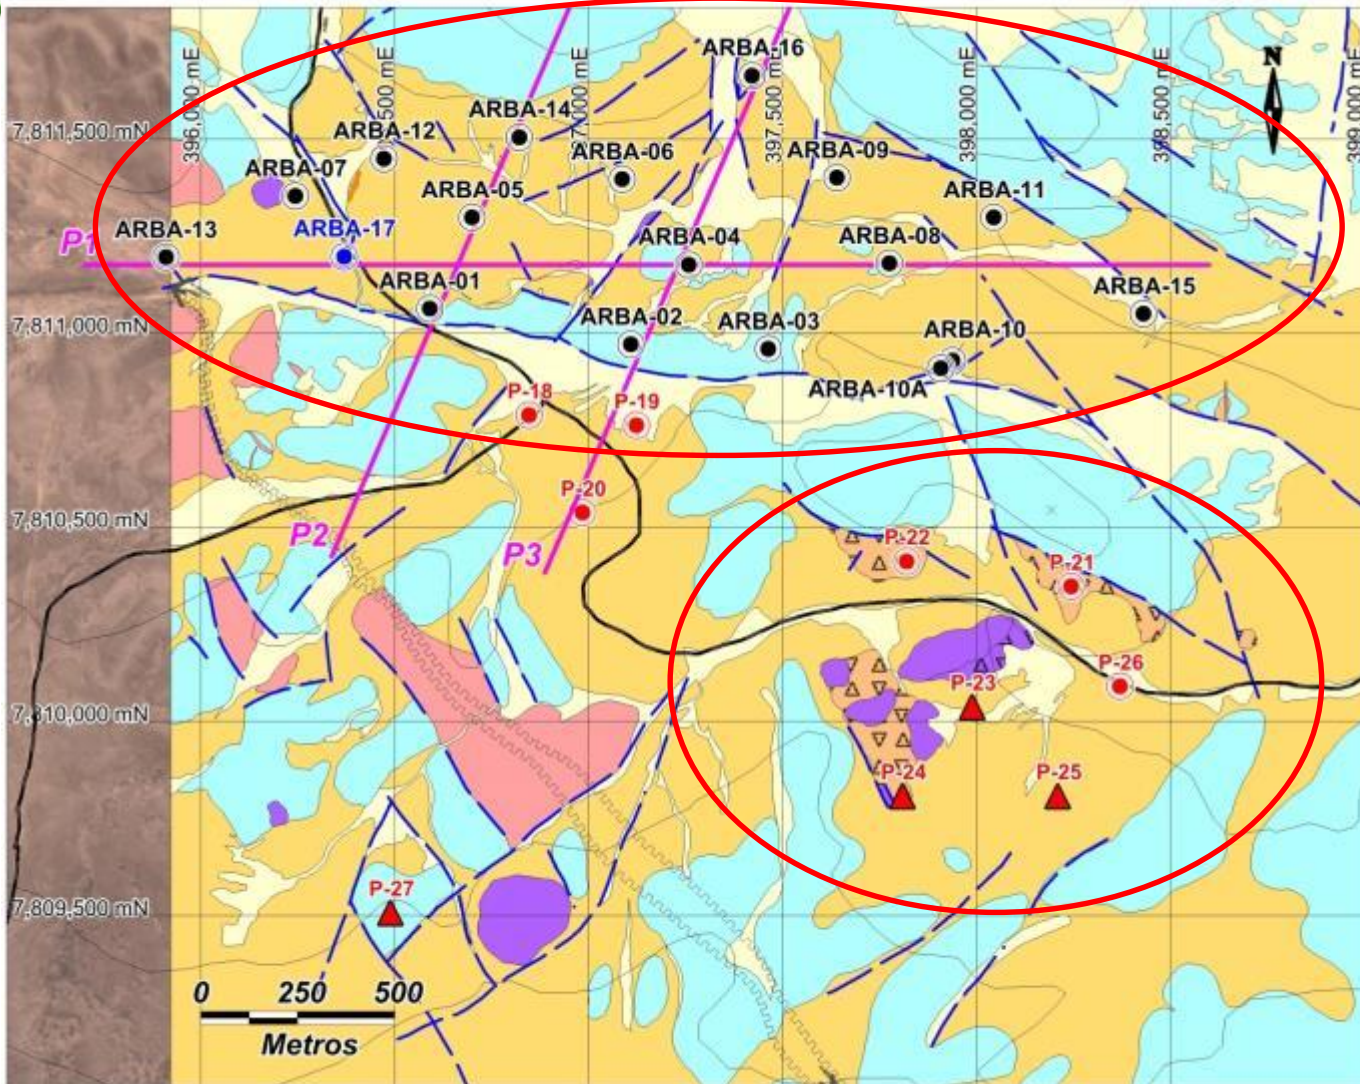 ARBA-16
N
396,000 mE
500 mE
000 mE
397,500 mE
398,000 mE
398,500 mE
399,000 mE
ARBA-14
7,811,500 mN
ARBA-12
ARBA-06
ARBA-09
ARBA-07
ARBA-05
ARBA-11
ARBA-13
ARBA-17
ARBA-04
ARBA-08
P1
ARBA-01
ARBA-15
ARBA-02
ARBA-03
ARBA-10
7,811,000 mN
ARBA-10A
P-18
P-19
P-20
7,810,500 mN
P2
P3
P-22
P-21
P-26
P-23
7,810,000 mN
P-24
P-25
P-27
7,809,500 mN
0 250 500
Metros